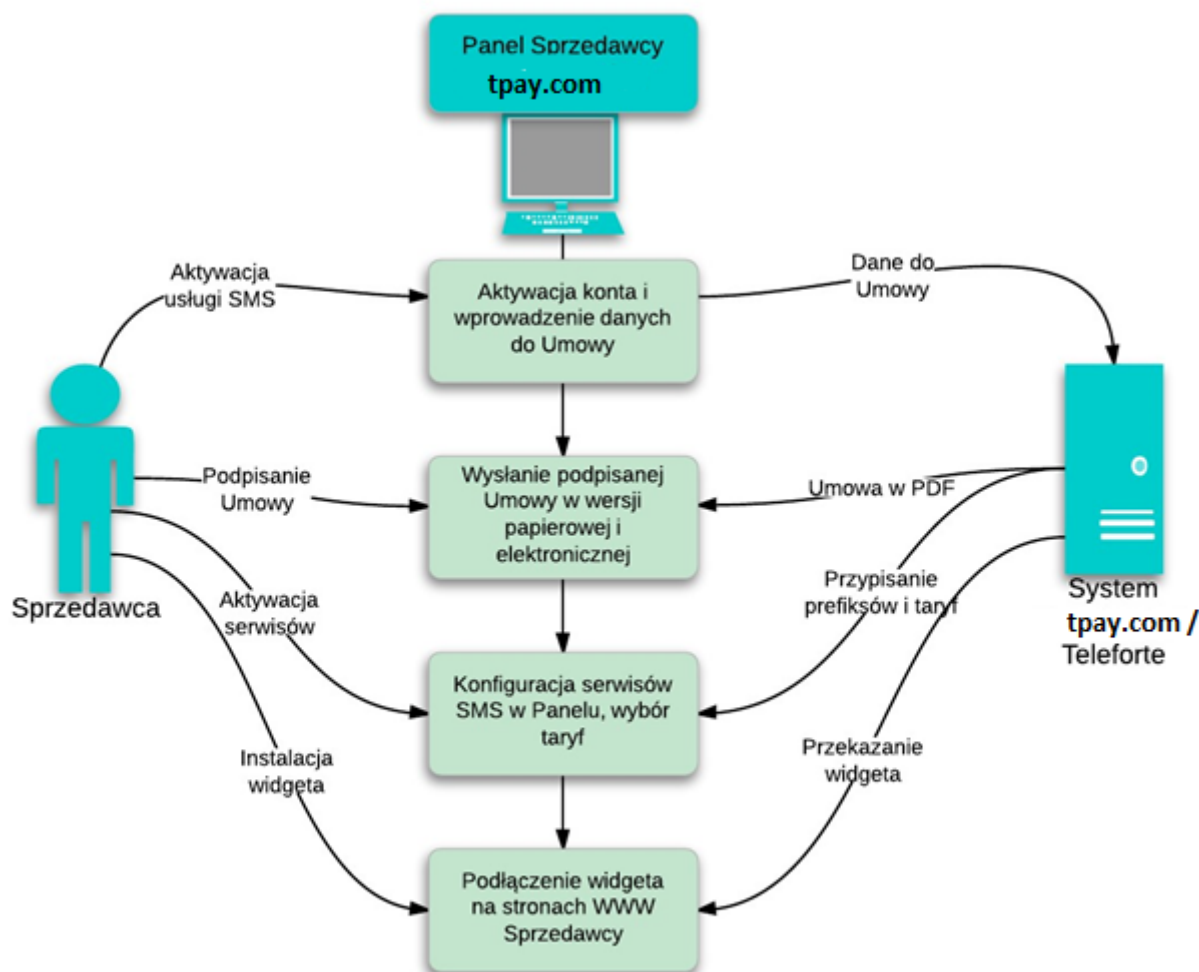 Panel Sprzedawcy
tpay.com
Aktywacja
usługi SMS
Aktywacja konta i
wprowadzenie danych
do Umowy
Dane do
Umowy
Podpisanie
Umowy
Wysłanie podpisanej
Umowy w wersji
papierowej i
elektronicznej
Umowa w PDF
Sprzedawca
Aktywacja
serwisów
Przypisanie
prefiksów i taryf
System
tpay.com /
Teleforte
Konfiguracja serwisów
SMS w Panelu, wybór
taryf
Instalacja
widgeta
Przekazanie
widgeta
Podłączenie widgeta
na stronach WWW
Sprzedawcy